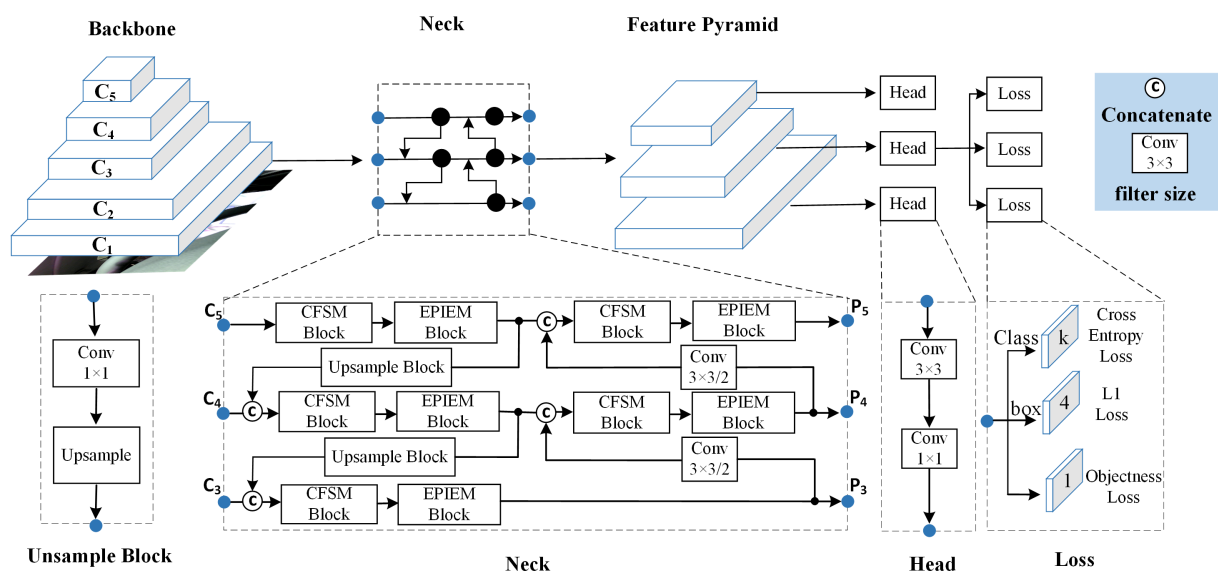 Backbone
Neck
Feature Pyramid
C5
C4
C3
C2
C1
Head
Head
Head
Loss
Loss
Loss
C
Concatenate
Conv
3×3
filter size
Conv
1×1
Upsample
Unsample Block
C5
CFSM
Block
EPIEM
Block
C
CFSM
Block
EPIEM
Block
P5
Upsample Block
Conv
3×3/2
C4
C
CFSM
Block
EPIEM
Block
C
CFSM
Block
EPIEM
Block
P4
Upsample Block
Conv
3×3/2
C3
C
CFSM
Block
EPIEM
Block
P3
Neck
Conv
3×3
Conv
1×1
Head
Class
k
Cross
Entropy
Loss
box
4
L1
Loss
1
Objectness
Loss
Loss